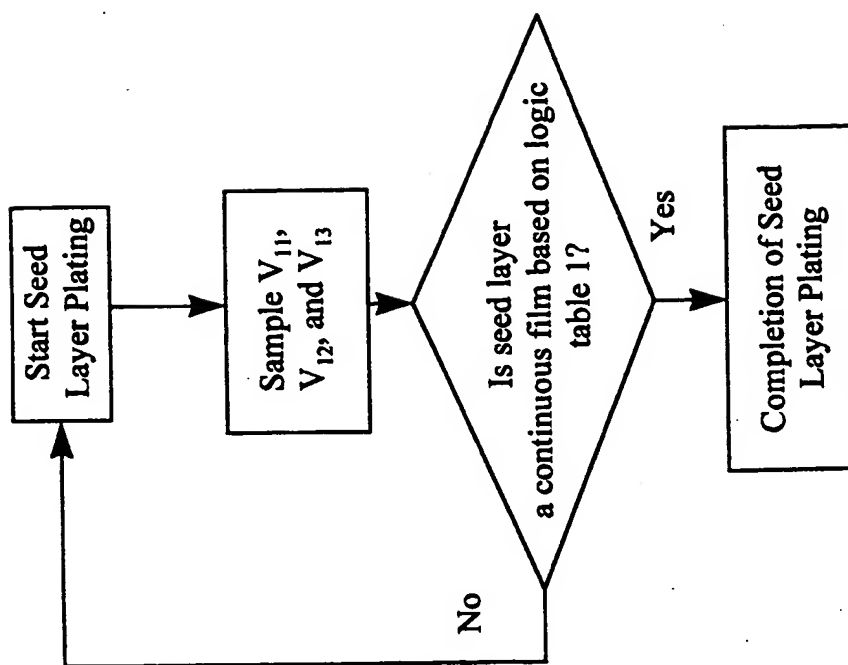 Start Seed
Layer Plating
Sample V₁₁,
V₁₂, and V₁₃
Is seed layer
a continuous film based on logic
table 1?
No
Yes
Completion of Seed
Layer Plating